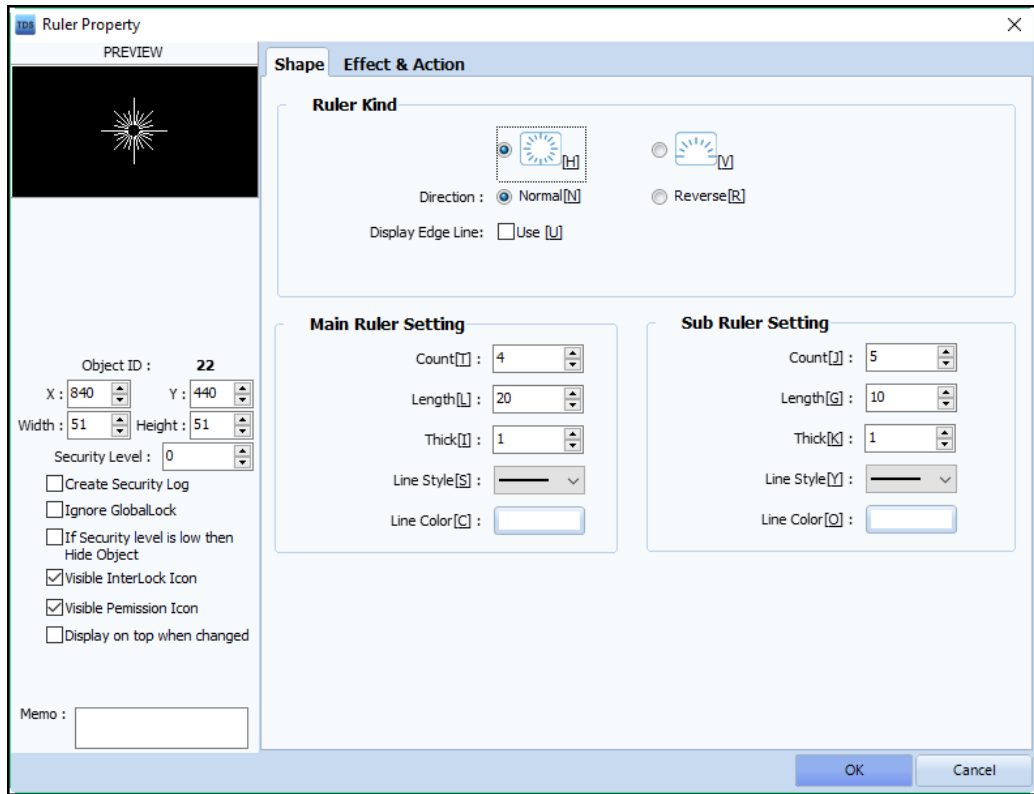 TDS Ruler Property
PREVIEW
Shape Effect & Action
Ruler Kind
[H] [V]
Direction : Normal[N] Reverse[R]
Display Edge Line: Use [U]
Main Ruler Setting
Count[T] : 4
Length[L] : 20
Thick[I] : 1
Line Style[S] :
Line Color[C] :
Sub Ruler Setting
Count[J] : 5
Length[G] : 10
Thick[K] : 1
Line Style[Y] :
Line Color[O] :
Object ID : 22
X : 840 Y : 440
Width : 51 Height : 51
Security Level : 0
Create Security Log
Ignore GlobalLock
If Security level is low then
Hide Object
Visible InterLock Icon
Visible Pemission Icon
Display on top when changed
Memo :
OK Cancel